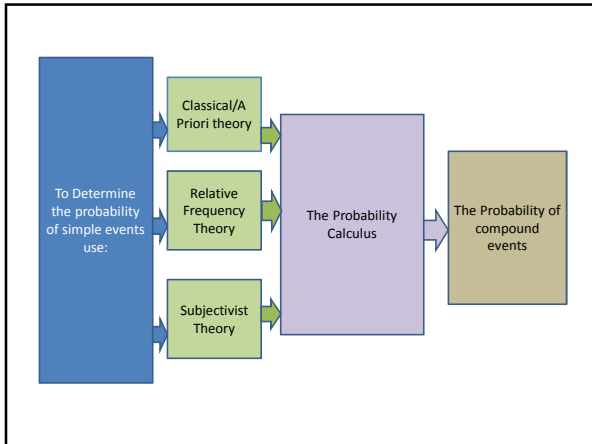 To Determine
the probability
of simple events
use:
Classical/A
Priori theory
Relative
Frequency
Theory
Subjectivist
Theory
The Probability
Calculus
The Probability of
compound
events